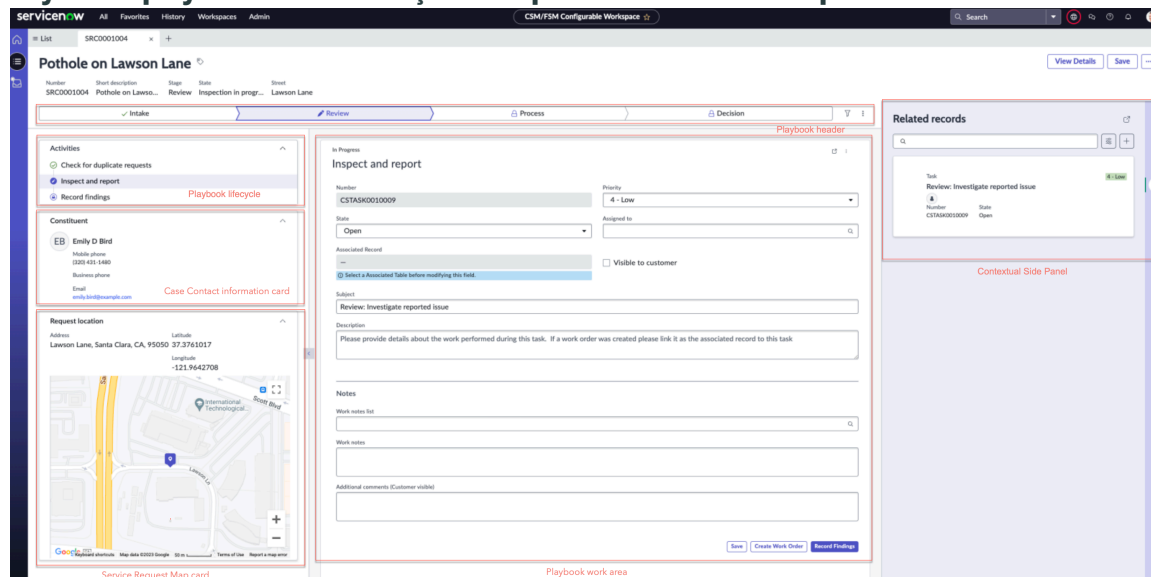 servicenow All Favorites History Workspaces Admin CSM/FSM Configurable Workspace ☆ Search
List SRC0001004 × +
Pothole on Lawson Lane View Details Save
Number Short description Stage State Street
SRC0001004 Pothole on Lawso... Review Inspection in progr... Lawson Lane
Intake Review Process Decision
Playbook header
Activities
Check for duplicate requests
Inspect and report
Record findings
Playbook lifecycle
Constituent
EB Emily D Bird
Mobile phone
(320) 431-1480
Business phone
Email
emily.bird@example.com
Case Contact information card
Request location
Address Latitude
Lawson Lane, Santa Clara, CA, 95050 37.3761017
Longitude
-121.9642708
International
Technological...
Scott Blvd
Lawson Ln
Google
Keyboard shortcuts Map data ©2023 Google 50 m Terms of Use Report a map error
Service Request Map card
In Progress
Inspect and report
Number Priority
CSTASK0010009 4 - Low
State Assigned to
Open
Associated Record
--
Visible to customer
Select a Associated Table before modifying this field.
Subject
Review: Investigate reported issue
Description
Please provide details about the work performed during this task. If a work order was created please link it as the associated record to this task
Notes
Work notes list
Work notes
Additional comments (Customer visible)
Save Create Work Order Record Findings
Playbook work area
Related records
Task 4 - Low
Review: Investigate reported issue
Number State
CSTASK0010009 Open
Contextual Side Panel